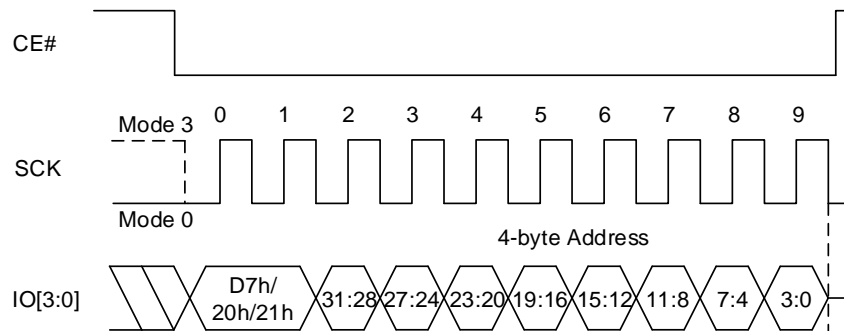 CE#
0 1 2 3 4 5 6 7 8 9
Mode 3
SCK
Mode 0
4-byte Address
IO[3:0]
D7h/
20h/21h
31:28 27:24 23:20 19:16 15:12 11:8 7:4 3:0